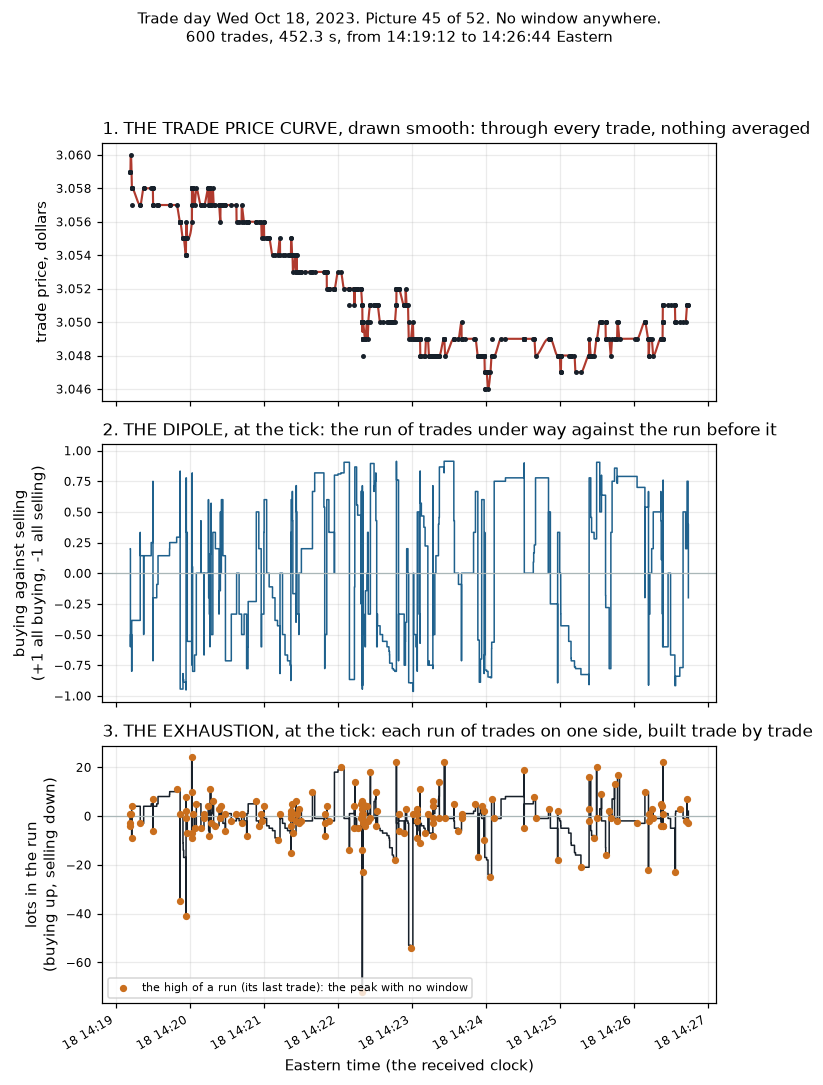 Trade day Wed Oct 18, 2023. Picture 45 of 52. No window anywhere.
600 trades, 452.3 s, from 14:19:12 to 14:26:44 Eastern
1. THE TRADE PRICE CURVE, drawn smooth: through every trade, nothing averaged
trade price, dollars
3.060
3.058
3.056
3.054
3.052
3.050
3.048
3.046
2. THE DIPOLE, at the tick: the run of trades under way against the run before it
buying against selling
(+1 all buying, -1 all selling)
1.00
0.75
0.50
0.25
0.00
−0.25
−0.50
−0.75
−1.00
3. THE EXHAUSTION, at the tick: each run of trades on one side, built trade by trade
lots in the run
(buying up, selling down)
20
0
−20
−40
−60
the high of a run (its last trade): the peak with no window
18 14:19
18 14:20
18 14:21
18 14:22
18 14:23
18 14:24
18 14:25
18 14:26
18 14:27
Eastern time (the received clock)